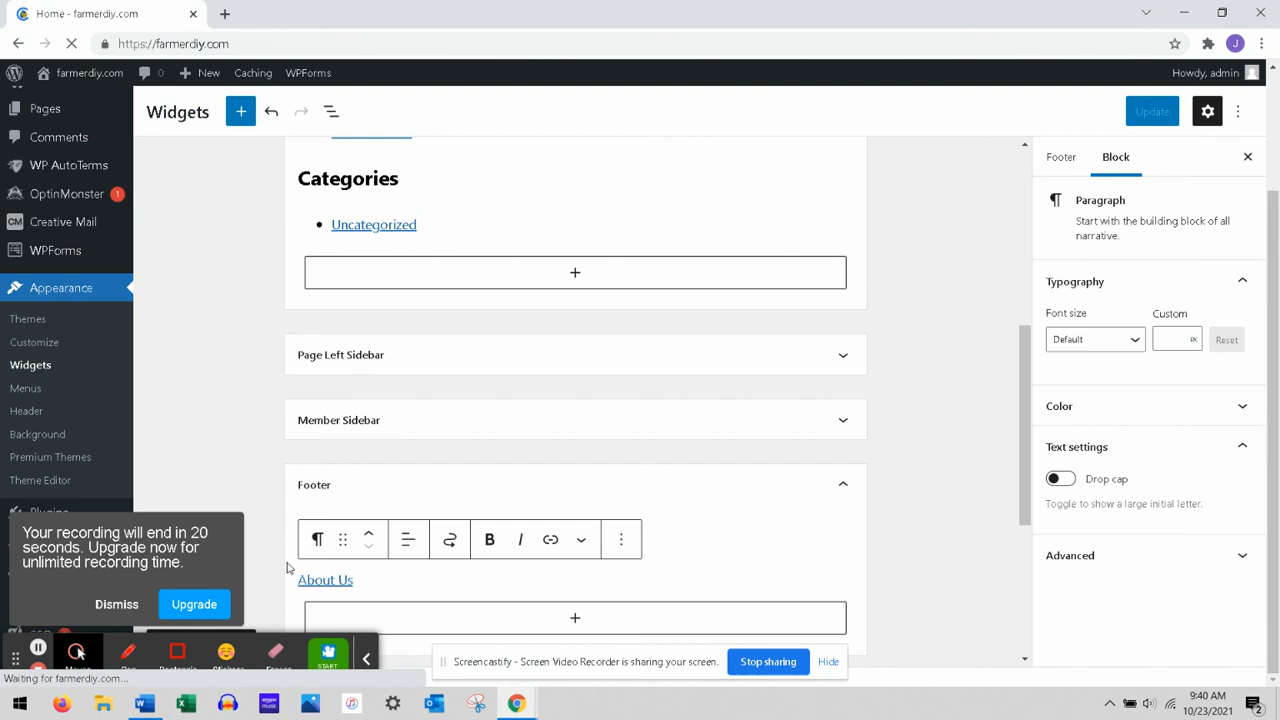 Home - farmerdiy.com
https://farmerdiy.com
farmerdiy.com 0 New Caching WPForms Howdy, admin
Pages
Comments
WP AutoTerms
OptinMonster 1
Creative Mail
WPForms
Appearance
Themes
Customize
Widgets
Menus
Header
Background
Premium Themes
Theme Editor
Your recording will end in 20
seconds. Upgrade now for
unlimited recording time.
Dismiss Upgrade
START
Waiting for farmerdiy.com...
Widgets
Update
Categories
Uncategorized
Page Left Sidebar
Member Sidebar
Footer
B I
About Us
Screencastify - Screen Video Recorder is sharing your screen. Stop sharing Hide
Footer Block
Paragraph
Start with the building block of all
narrative.
Typography
Font size Custom
Default PX Reset
Color
Text settings
Drop cap
Toggle to show a large initial letter.
Advanced
9:40 AM
10/23/2021
2